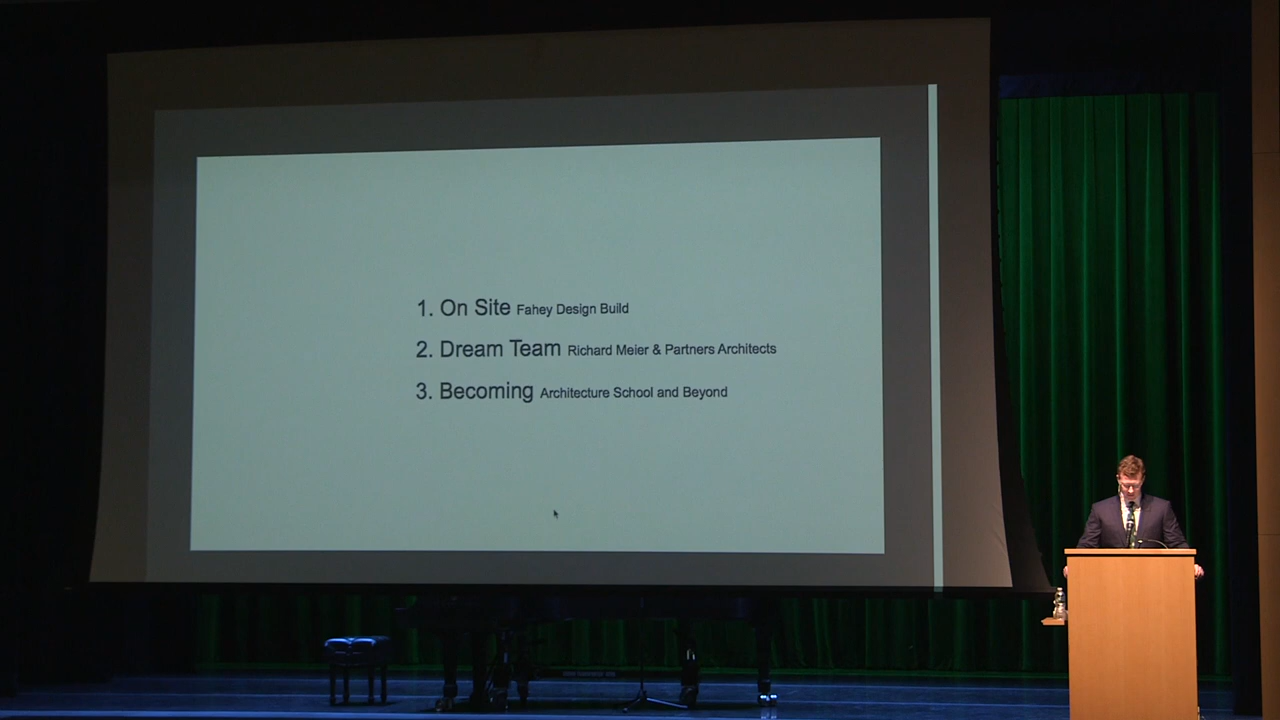 1. On Site Fahey Design Build
2. Dream Team Richard Meier & Partners Architects
3. Becoming Architecture School and Beyond